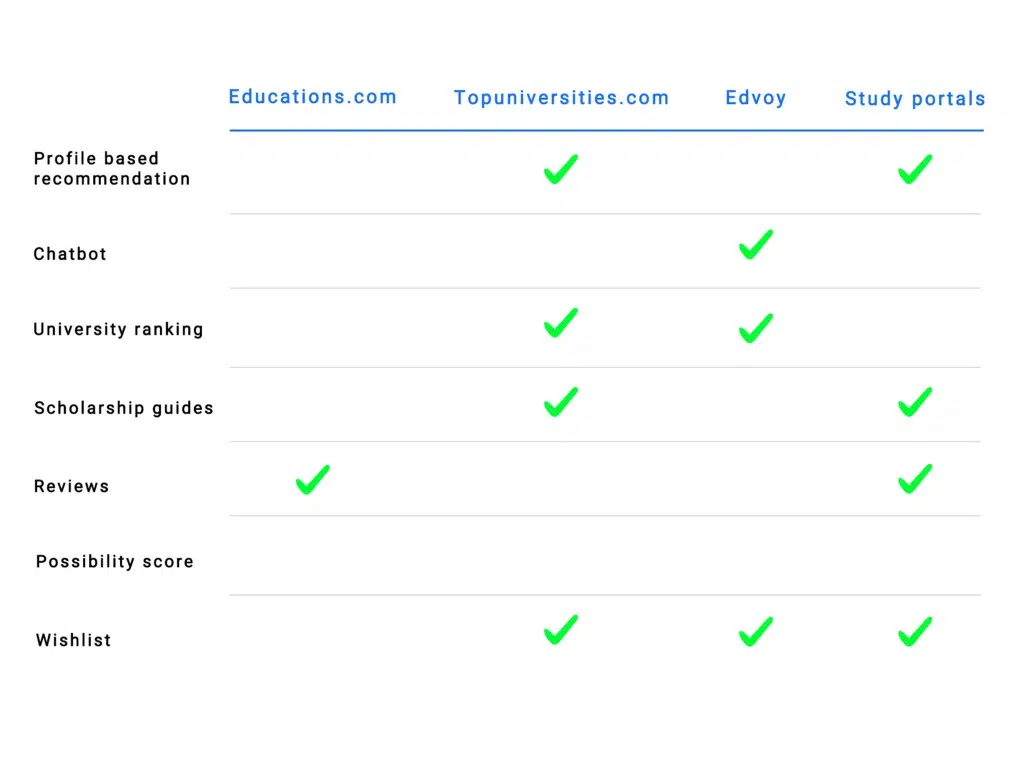 Educations.com Topuniversities.com Edvoy Study portals
Profile based
recommendation
Chatbot
University ranking
Scholarship guides
Reviews
Possibility score
Wishlist